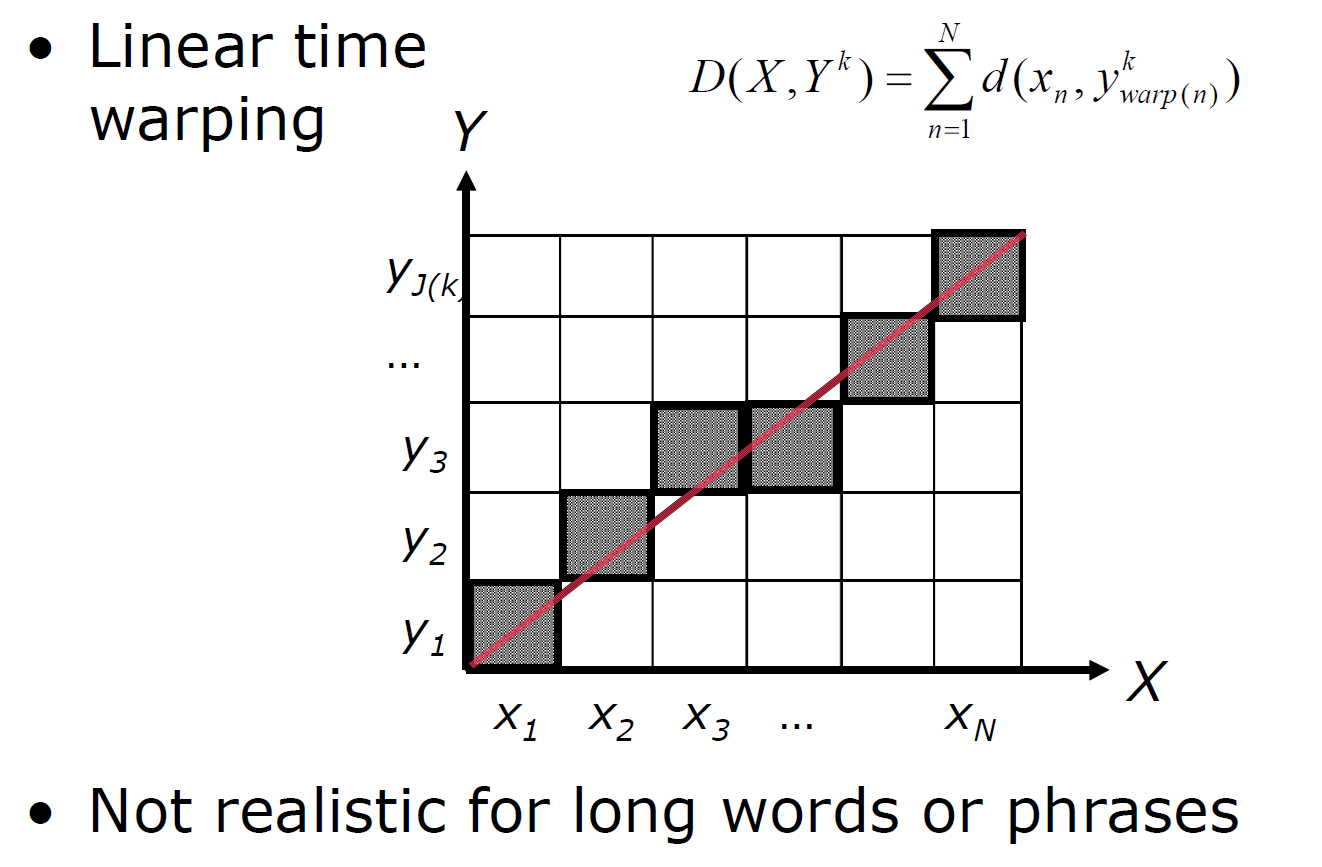 • Linear time
warping
D(X, Y^k) = \sum_{n=1}^{N} d(x_n, y^k_{warp(n)})
Y
y_{J(k)}
...
y_3
y_2
y_1
X
x_1 x_2 x_3 ... x_N
• Not realistic for long words or phrases